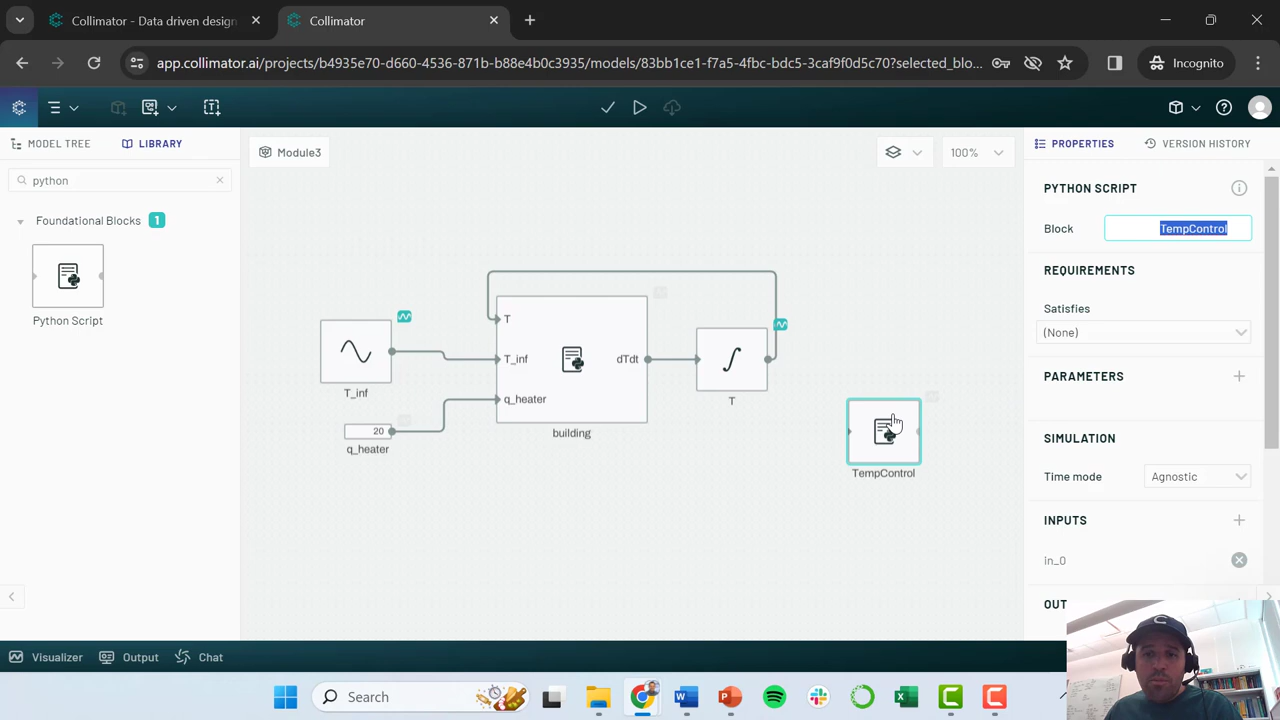 Collimator - Data driven design
Collimator
app.collimator.ai/projects/b4935e70-d660-4536-871b-b88e4b0c3935/models/83bb1ce1-f7a5-4fbc-bdc5-3caf9f0d5c70?selected_blo...
Incognito
MODEL TREE
LIBRARY
Module3
100%
PROPERTIES
VERSION HISTORY
python
Foundational Blocks 1
Python Script
T
T_inf
q_heater
dTdt
building
T_inf
20
q_heater
T
TempControl
PYTHON SCRIPT
Block TempControl
REQUIREMENTS
Satisfies
(None)
PARAMETERS
SIMULATION
Time mode Agnostic
INPUTS
in_0
OUT
Visualizer
Output
Chat
Search